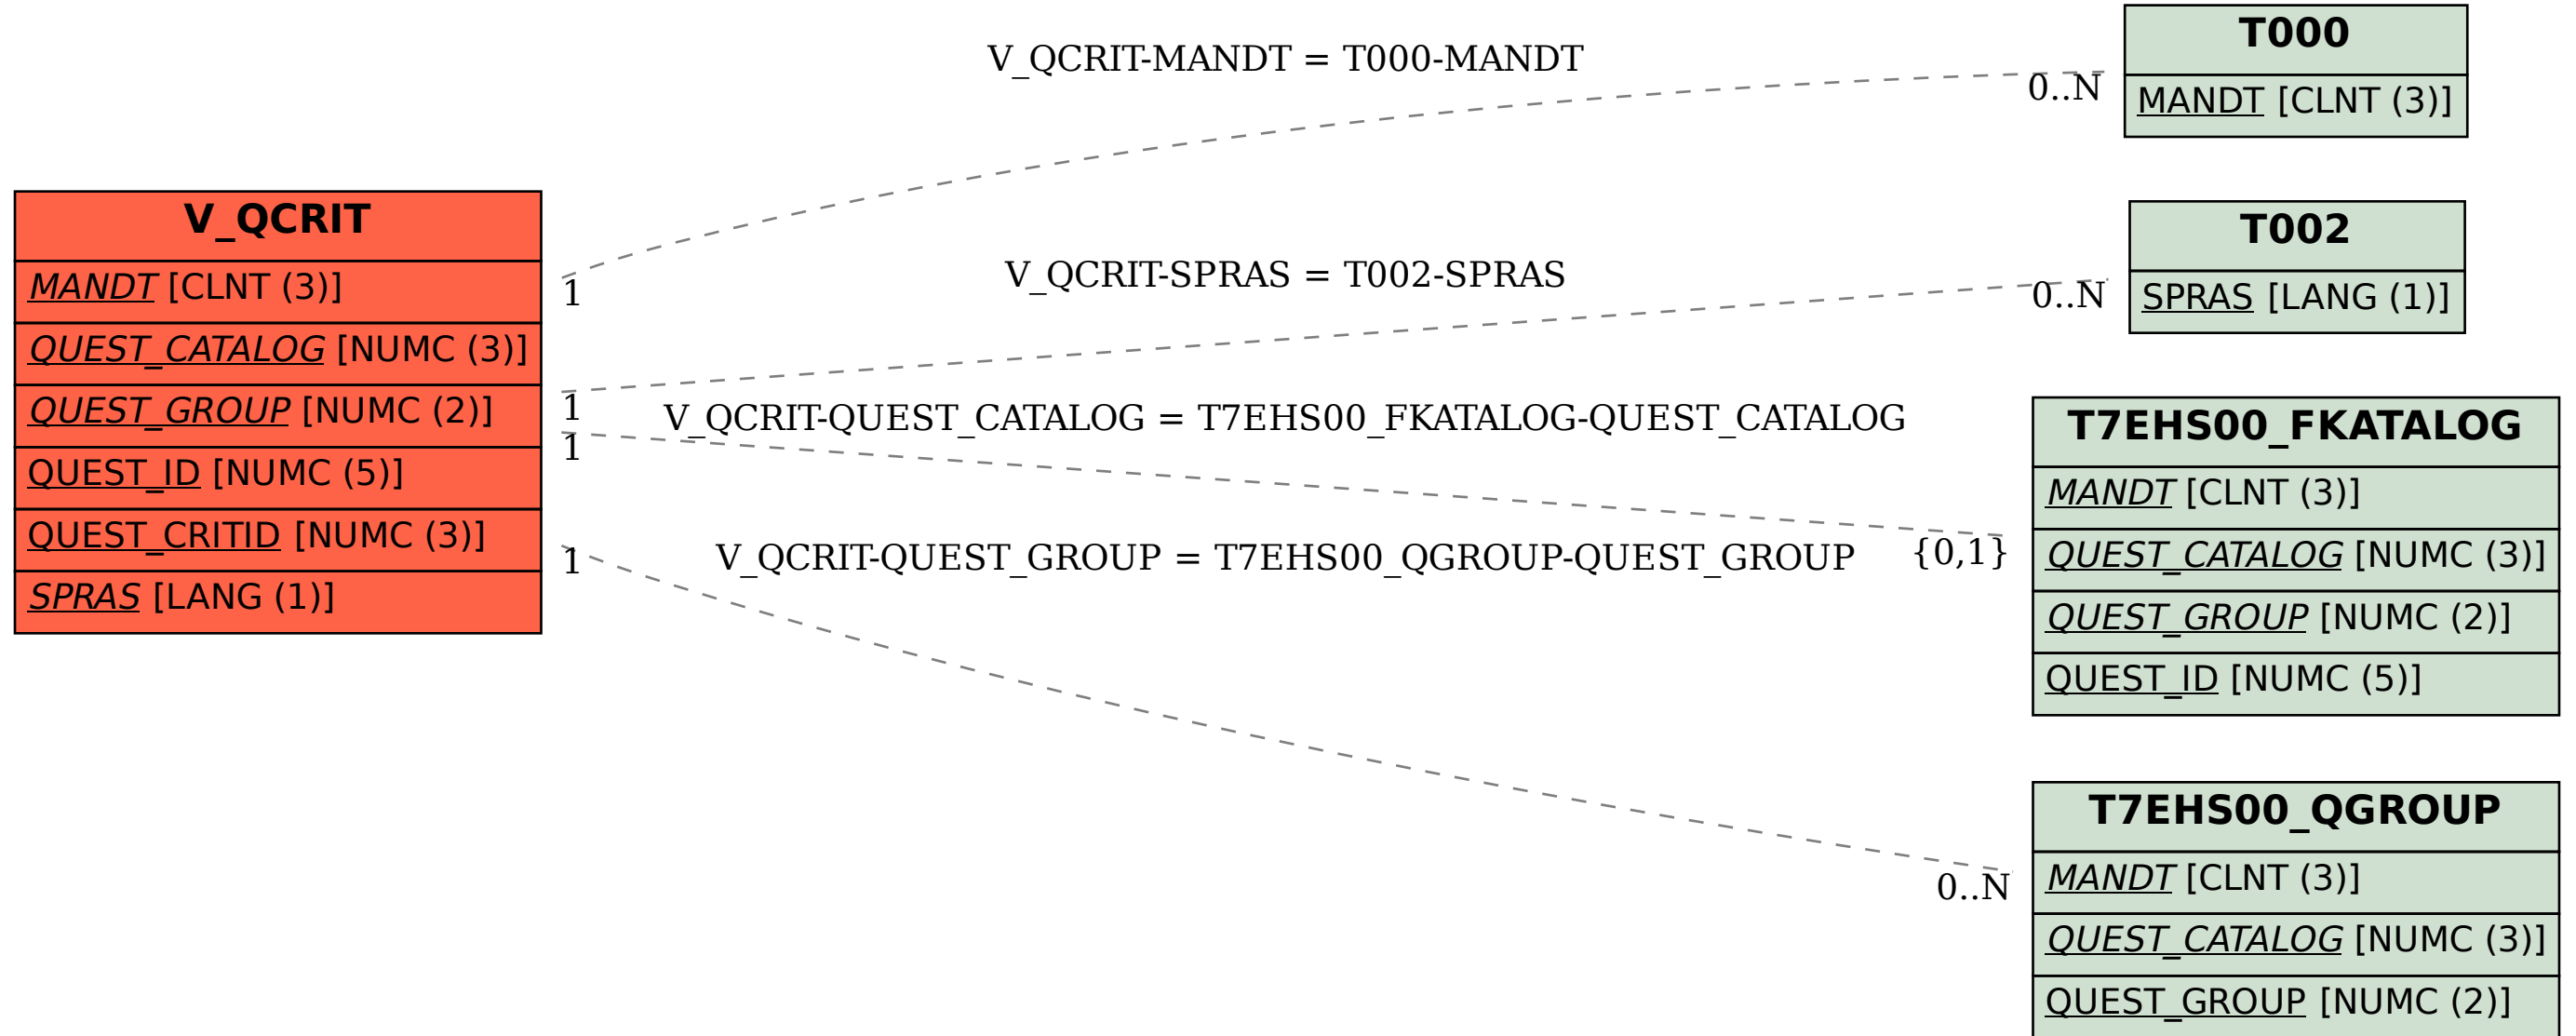 V_QCRIT
MANDT [CLNT (3)]
QUEST_CATALOG [NUMC (3)]
QUEST_GROUP [NUMC (2)]
QUEST_ID [NUMC (5)]
QUEST_CRITID [NUMC (3)]
SPRAS [LANG (1)]
V_QCRIT-MANDT = T000-MANDT
1
0..N
V_QCRIT-SPRAS = T002-SPRAS
1
0..N
V_QCRIT-QUEST_CATALOG = T7EHS00_FKATALOG-QUEST_CATALOG
1
{0,1}
V_QCRIT-QUEST_GROUP = T7EHS00_QGROUP-QUEST_GROUP
1
0..N
T000
MANDT [CLNT (3)]
T002
SPRAS [LANG (1)]
T7EHS00_FKATALOG
MANDT [CLNT (3)]
QUEST_CATALOG [NUMC (3)]
QUEST_GROUP [NUMC (2)]
QUEST_ID [NUMC (5)]
T7EHS00_QGROUP
MANDT [CLNT (3)]
QUEST_CATALOG [NUMC (3)]
QUEST_GROUP [NUMC (2)]